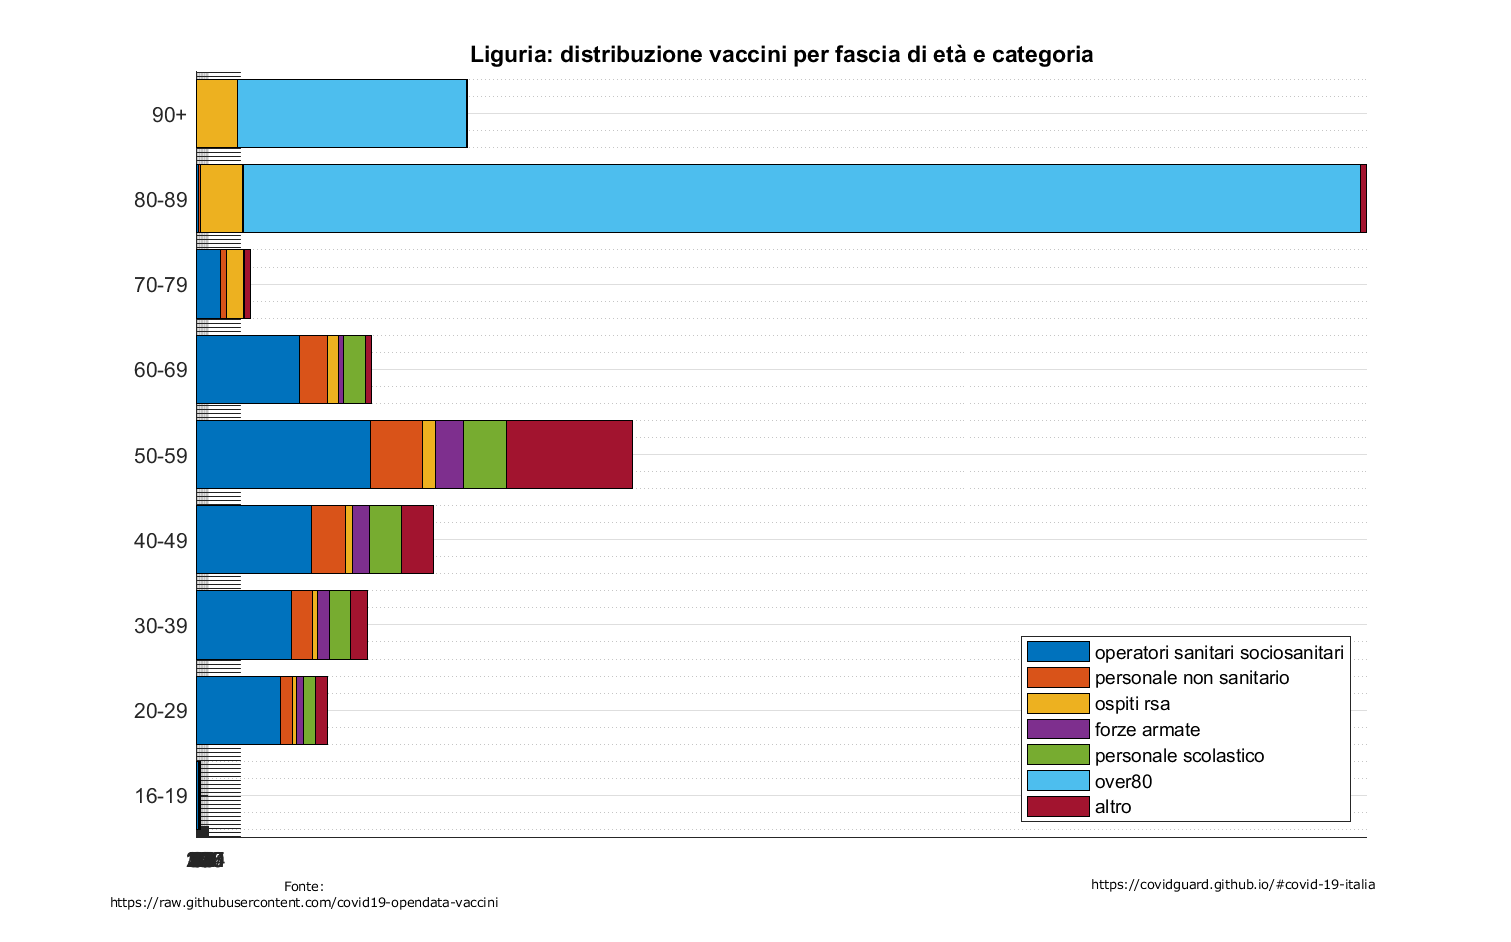 Liguria: distribuzione vaccini per fascia di età e categoria
90+
80-89
70-79
60-69
50-59
40-49
30-39
20-29
16-19
operatori sanitari sociosanitari
personale non sanitario
ospiti rsa
forze armate
personale scolastico
over80
altro
Fonte:
https://raw.githubusercontent.com/covid19-opendata-vaccini
https://covidguard.github.io/#covid-19-italia